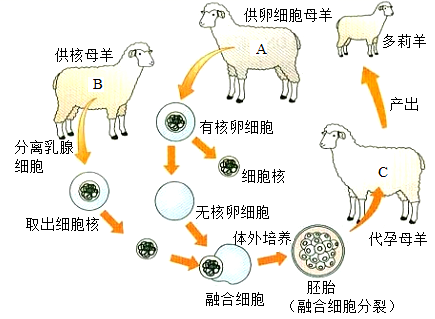 供卵细胞母羊
A
多莉羊
供核母羊
B
产出
分离乳腺
细胞
有核卵细胞
细胞核
C
取出细胞核
无核卵细胞
体外培养
代孕母羊
融合细胞
胚胎
（融合细胞分裂）